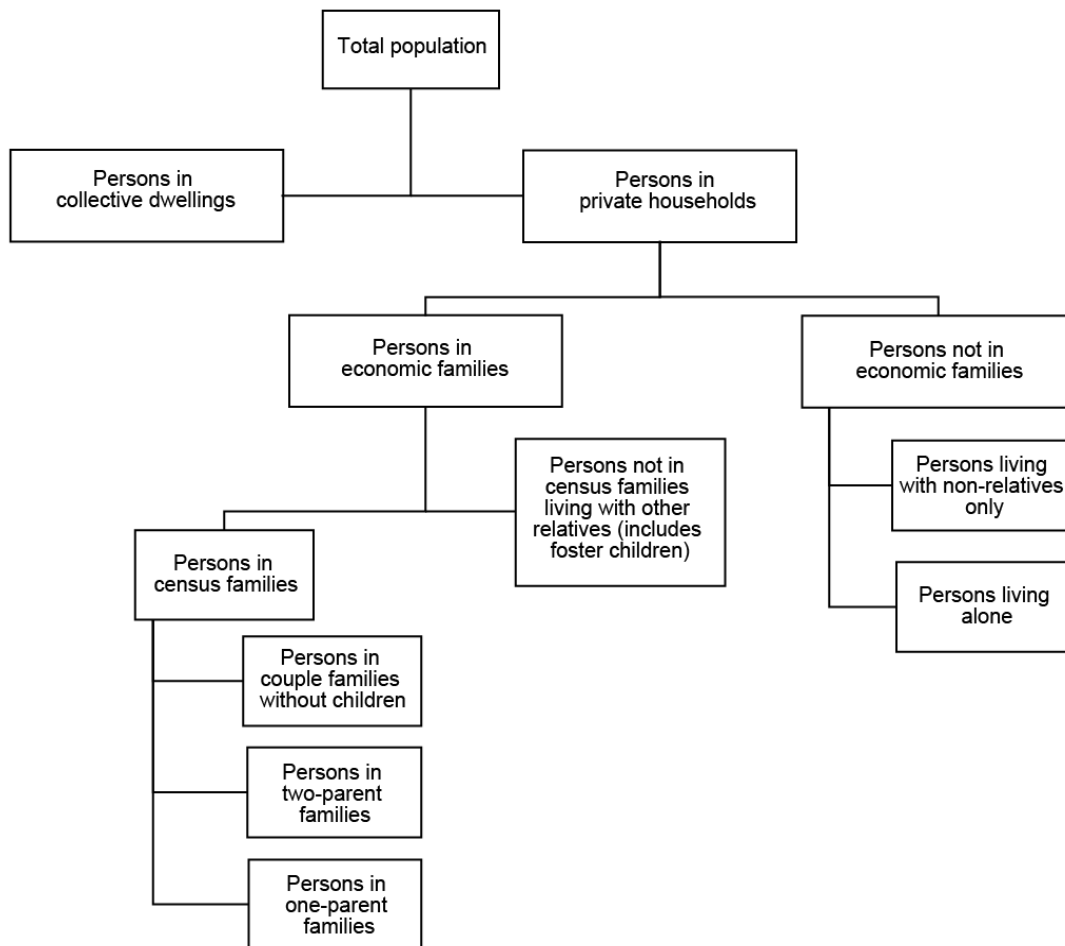 Total population
Persons in
collective dwellings
Persons in
private households
Persons in
economic families
Persons not in
economic families
Persons not in
census families
living with other
relatives (includes
foster children)
Persons living
with non-relatives
only
Persons in
census families
Persons living
alone
Persons in
couple families
without children
Persons in
two-parent
families
Persons in
one-parent
families